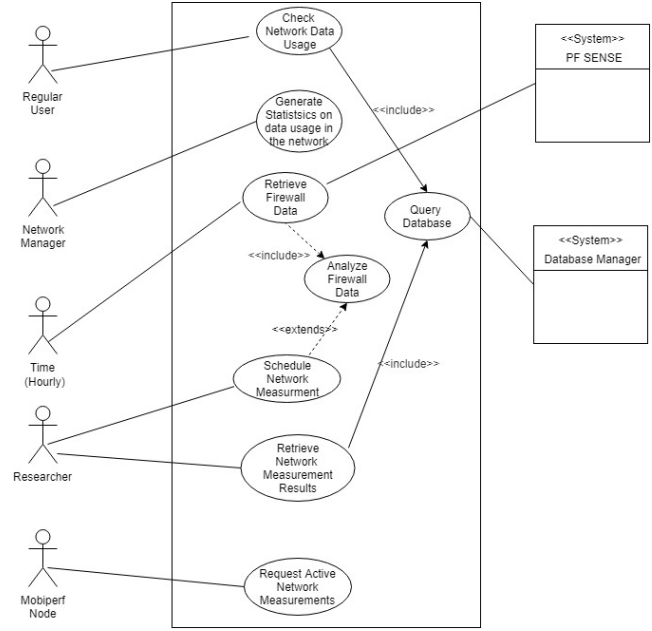 Check
Network Data
Usage
<<System>>
PF SENSE
Regular
User
<<include>>
Generate
Statistsics on
data usage in
the network
Retrieve
Firewall
Data
Query
Database
Network
Manager
<<System>>
Database Manager
<<include>>
Analyze
Firewall
Data
<<extends>>
Time
(Hourly)
Schedule
Network
Measurment
<<include>>
Researcher
Retrieve
Network
Measurement
Results
Request Active
Network
Measurements
Mobiperf
Node